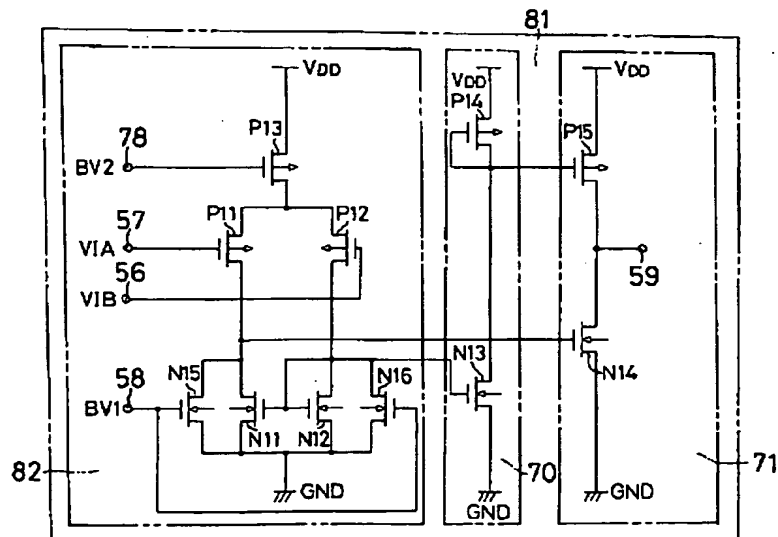 81
VDD
VDD
VDD
P14
P13
P15
78
BV2
P11
P12
57
VIA
56
VIB
59
N13
N14
58
N15
N16
BV1
N11
N12
82
70
71
GND
GND
GND